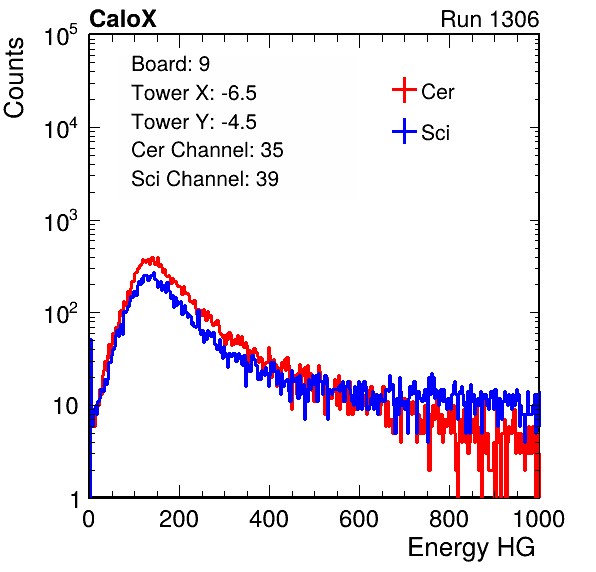 CaloX Run 1306
Counts
10^5
10^4
10^3
10^2
10
1
Board: 9
Tower X: -6.5
Tower Y: -4.5
Cer Channel: 35
Sci Channel: 39
Cer
Sci
0 200 400 600 800 1000
Energy HG